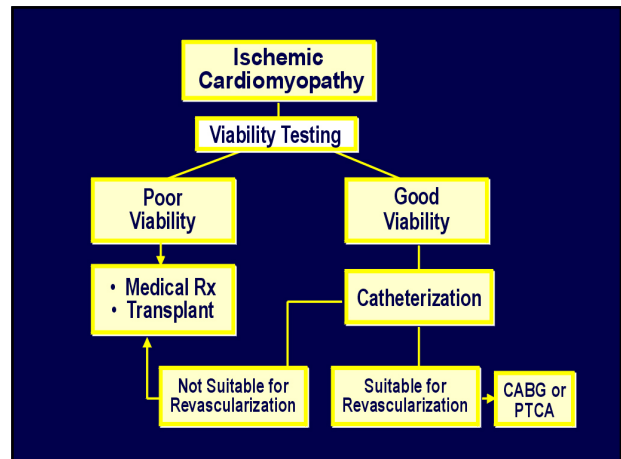 Ischemic
Cardiomyopathy
Viability Testing
Poor
Viability
Good
Viability
• Medical Rx
• Transplant
Catheterization
Not Suitable for
Revascularization
Suitable for
Revascularization
CABG or
PTCA